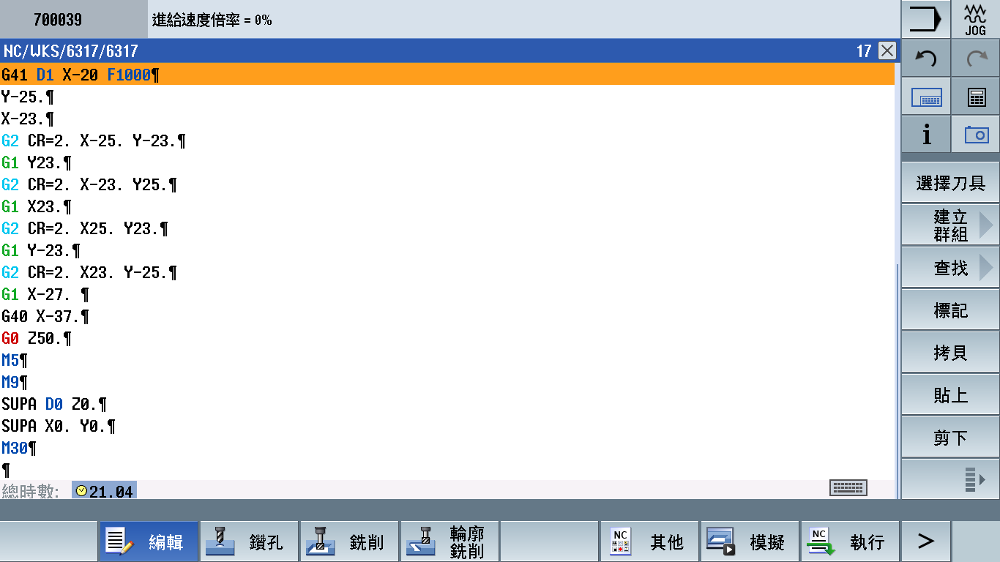 700039
進給速度倍率 = 0%
JOG
NC/WKS/6317/6317
17
G41 D1 X-20 F1000¶
Y-25.¶
X-23.¶
G2 CR=2. X-25. Y-23.¶
G1 Y23.¶
G2 CR=2. X-23. Y25.¶
G1 X23.¶
G2 CR=2. X25. Y23.¶
G1 Y-23.¶
G2 CR=2. X23. Y-25.¶
G1 X-27. ¶
G40 X-37.¶
G0 Z50.¶
M5¶
M9¶
SUPA D0 Z0.¶
SUPA X0. Y0.¶
M30¶
¶
總時數: 21.04
i
選擇刀具
建立
群組
查找
標記
拷貝
貼上
剪下
編輯
鑽孔
銑削
輪廓
銑削
NC
其他
模擬
NC
執行
>